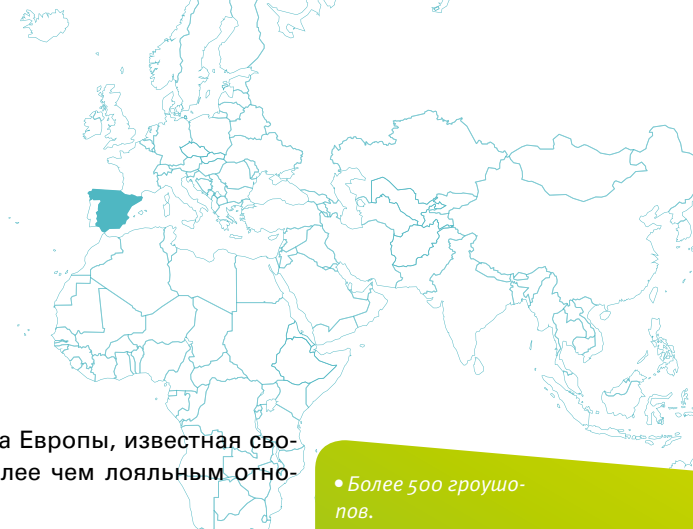 а Европы, известная сво-
лее чем лояльным отно-
• Более 500 гроушо-
пов.